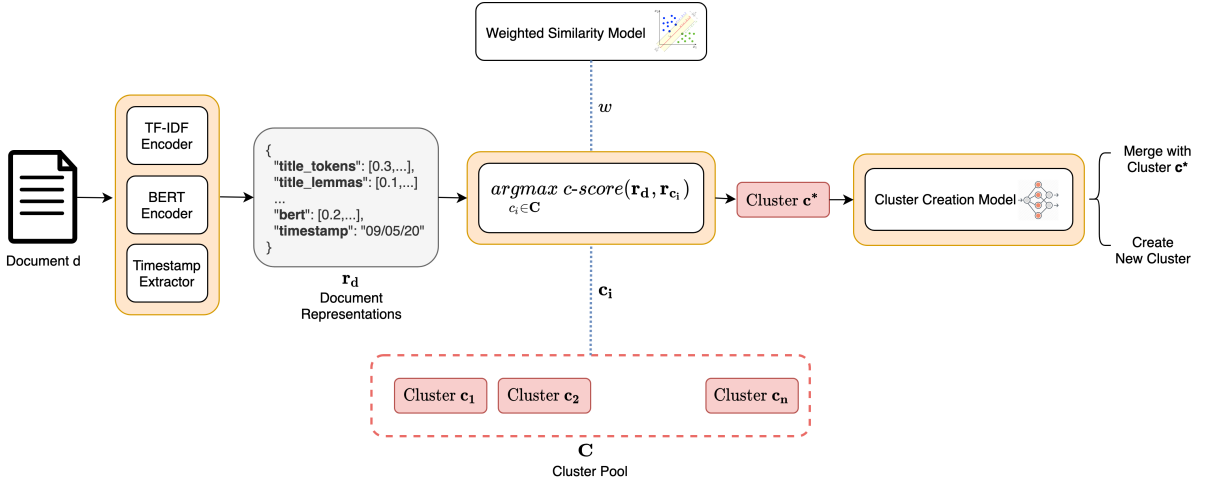 Weighted Similarity Model
w
TF-IDF
Encoder
BERT
Encoder
Timestamp
Extractor
Document d
{
"title_tokens": [0.3,...],
"title_lemmas": [0.1,...]
...
"bert": [0.2,...],
"timestamp": "09/05/20"
}
r_d
Document
Representations
argmax c-score(r_d, r_{c_i})
c_i∈C
Cluster c*
Cluster Creation Model
Merge with
Cluster c*
Create
New Cluster
c_i
Cluster c_1
Cluster c_2
Cluster c_n
C
Cluster Pool